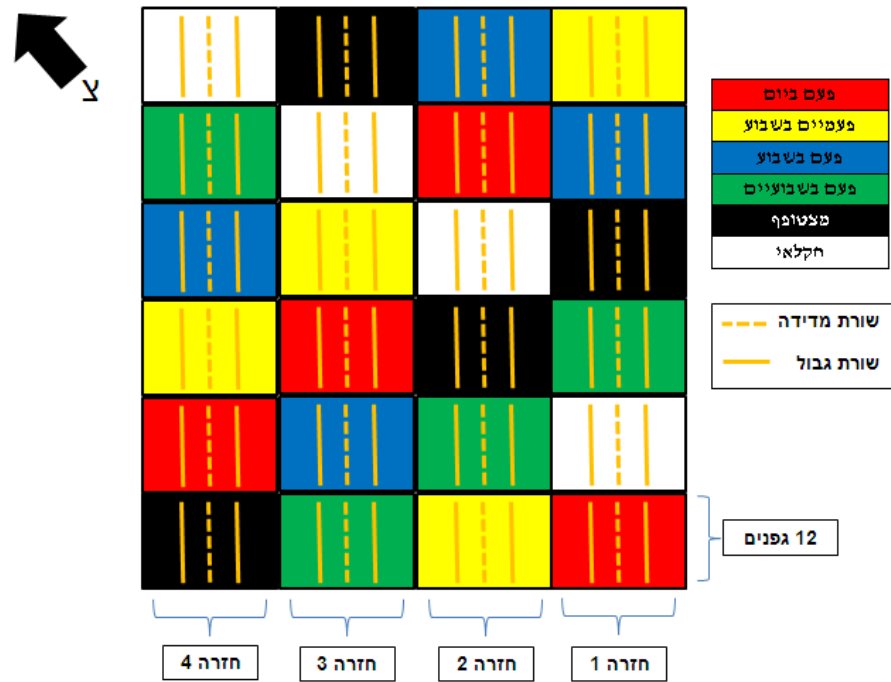 צ
פעם ביום
פעמיים בשבוע
פעם בשבוע
פעם בשבועיים
מצטופף
חקלאי
שורת מדידה
שורת גבול
12 גפנים
חזרה 1
חזרה 2
חזרה 3
חזרה 4